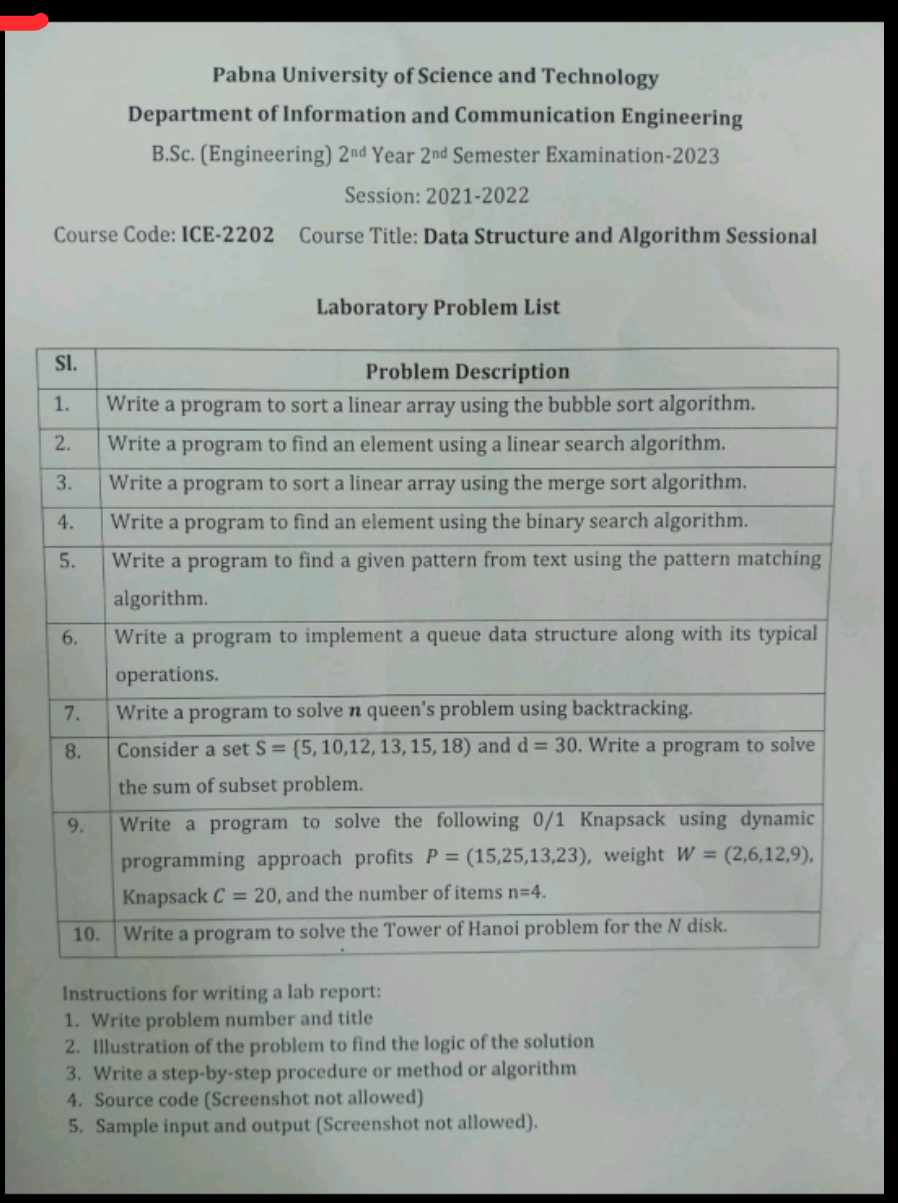 Pabna University of Science and Technology
Department of Information and Communication Engineering
B.Sc. (Engineering) 2nd Year 2nd Semester Examination-2023
Session: 2021-2022
Course Code: ICE-2202 Course Title: Data Structure and Algorithm Sessional
Laboratory Problem List
Sl. Problem Description
1. Write a program to sort a linear array using the bubble sort algorithm.
2. Write a program to find an element using a linear search algorithm.
3. Write a program to sort a linear array using the merge sort algorithm.
4. Write a program to find an element using the binary search algorithm.
5. Write a program to find a given pattern from text using the pattern matching
algorithm.
6. Write a program to implement a queue data structure along with its typical
operations.
7. Write a program to solve n queen's problem using backtracking.
8. Consider a set S = {5, 10,12, 13, 15, 18) and d = 30. Write a program to solve
the sum of subset problem.
9. Write a program to solve the following 0/1 Knapsack using dynamic
programming approach profits P = (15,25,13,23), weight W = (2,6,12,9),
Knapsack C = 20, and the number of items n=4.
10. Write a program to solve the Tower of Hanoi problem for the N disk.
Instructions for writing a lab report:
1. Write problem number and title
2. Illustration of the problem to find the logic of the solution
3. Write a step-by-step procedure or method or algorithm
4. Source code (Screenshot not allowed)
5. Sample input and output (Screenshot not allowed).